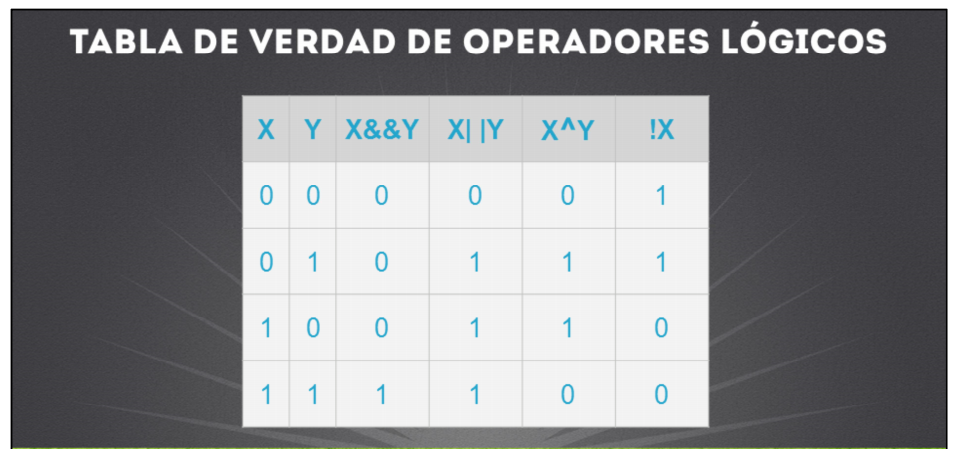 TABLA DE VERDAD DE OPERADORES LÓGICOS
X Y X&&Y X| |Y X^Y !X
0 0 0 0 0 1
0 1 0 1 1 1
1 0 0 1 1 0
1 1 1 1 0 0